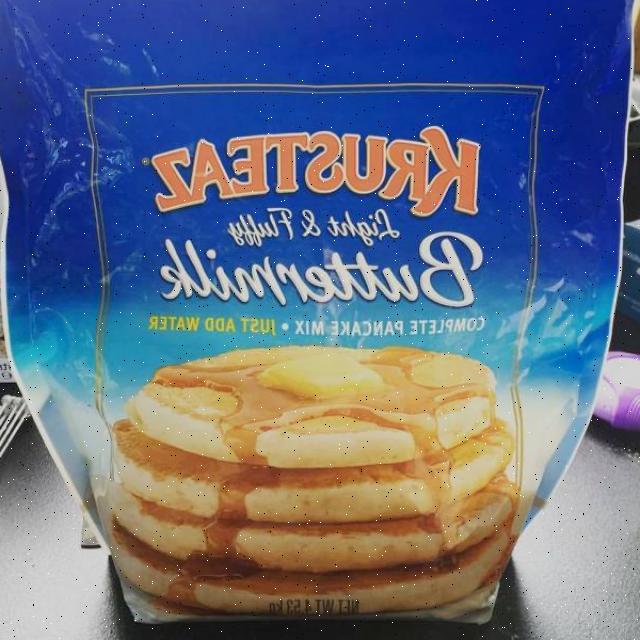 KRUSTEAZ®
Light & Fluffy
Buttermilk
COMPLETE PANCAKE MIX • JUST ADD WATER
NET WT 4.53 kg